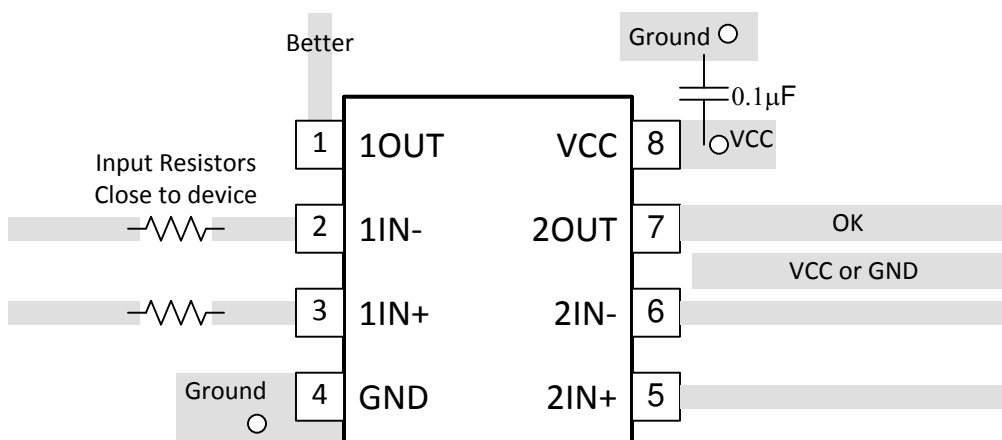 Better
Ground
0.1μF
1 1OUT VCC 8 VCC
Input Resistors
Close to device
2 1IN- 2OUT 7 OK
VCC or GND
3 1IN+ 2IN- 6
Ground
4 GND 2IN+ 5